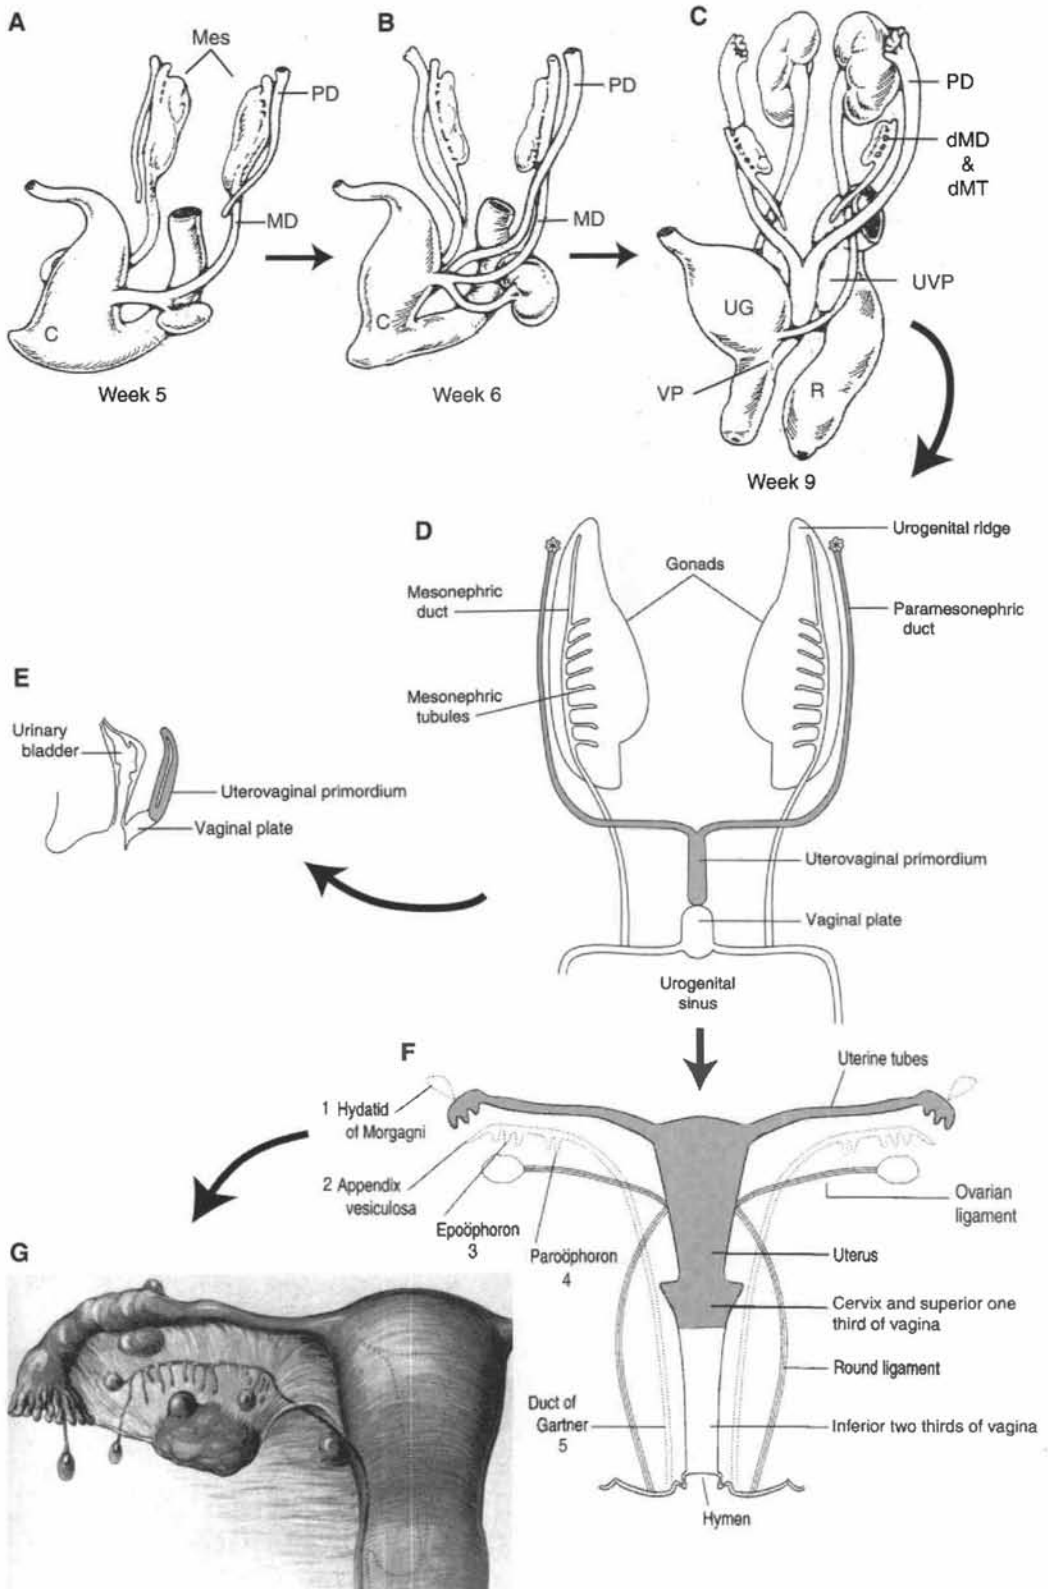 A
Mes
PD
MD
C
Week 5
B
PD
MD
C
Week 6
C
PD
dMD
&
dMT
UVP
UG
VP
R
Week 9
D
Urogenital ridge
Gonads
Mesonephric
duct
Paramesonephric
duct
Mesonephric
tubules
Uterovaginal primordium
Vaginal plate
Urogenital
sinus
E
Urinary
bladder
Uterovaginal primordium
Vaginal plate
F
Uterine tubes
1 Hydatid
of Morgagni
2 Appendix
vesiculosa
Epoöphoron
3
Paroöphoron
4
Ovarian
ligament
Uterus
Cervix and superior one
third of vagina
Round ligament
Duct of
Gartner
5
Inferior two thirds of vagina
Hymen
G